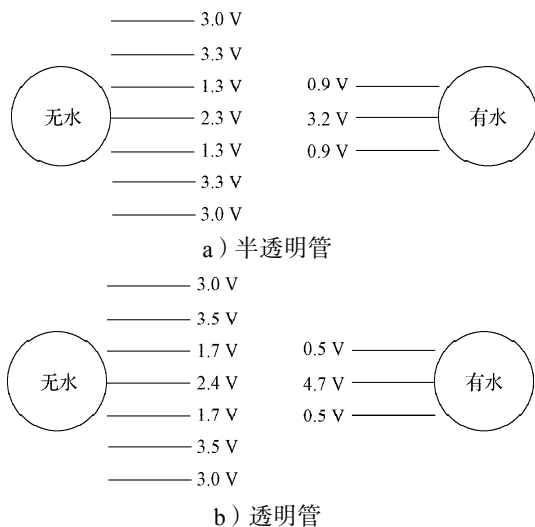 3.0 V
3.3 V
1.3 V
2.3 V
1.3 V
3.3 V
3.0 V
无水
0.9 V
3.2 V
0.9 V
有水
a）半透明管
3.0 V
3.5 V
1.7 V
2.4 V
1.7 V
3.5 V
3.0 V
无水
0.5 V
4.7 V
0.5 V
有水
b）透明管